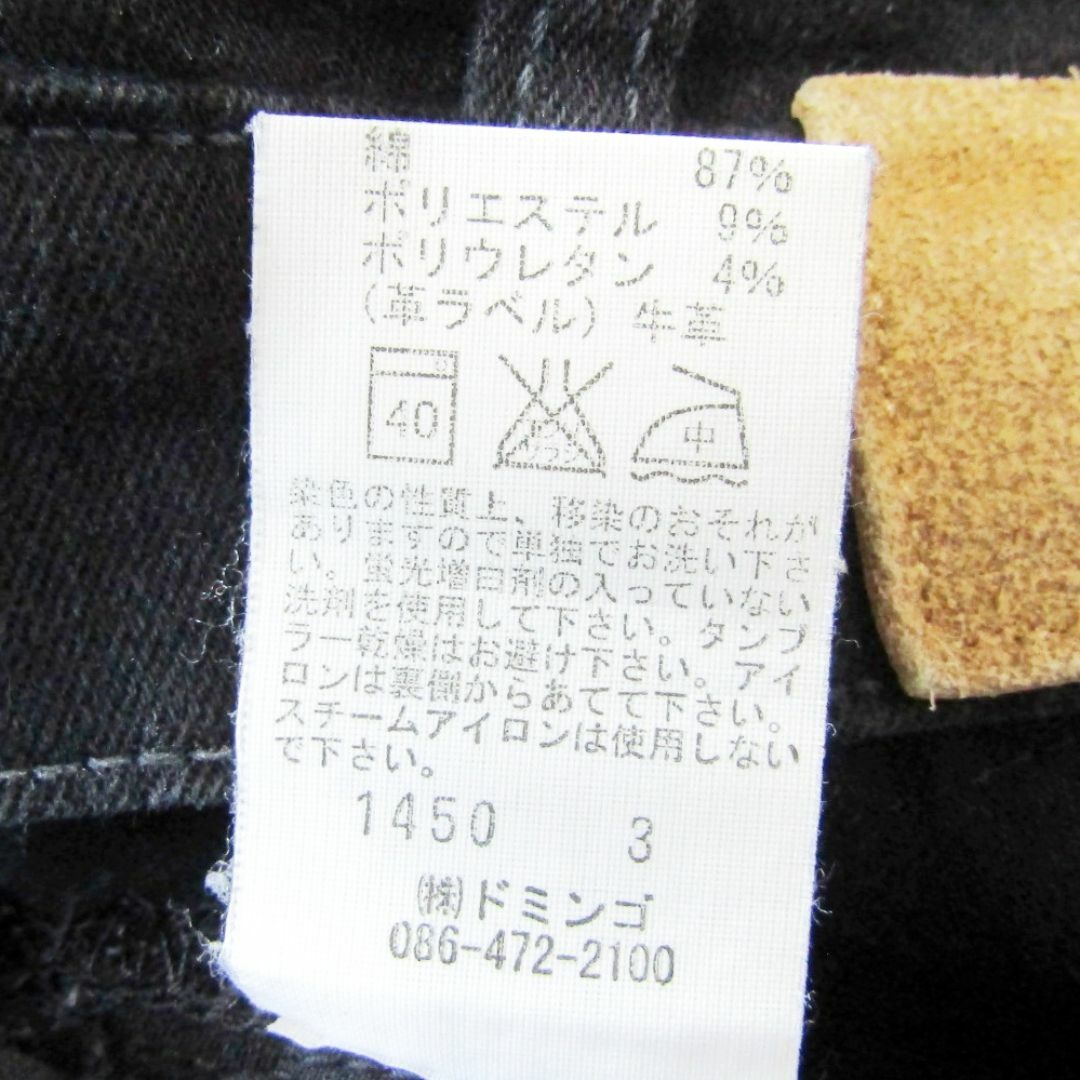 綿 87%
ポリエステル 9%
ポリウレタン 4%
(革ラベル) 牛革
40 エンソ サラシ 中
染色の性質上、移染のおそれが
ありますので単独でお洗い下さ
い。蛍光増白剤の入っていない
洗剤を使用して下さい。タンブ
ラー乾燥はお避け下さい。アイ
ロンは裏側からあてて下さい。
スチームアイロンは使用しない
で下さい。
1450 3
㈱ドミンゴ
086-472-2100